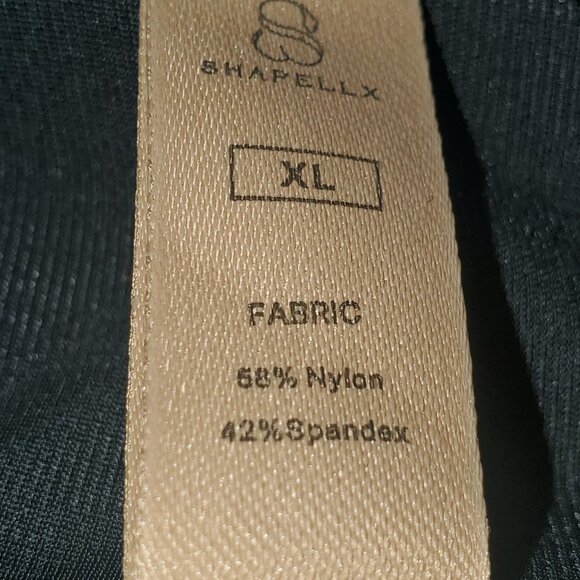 SHAPELLX
XL
FABRIC
58% Nylon
42%Spandex